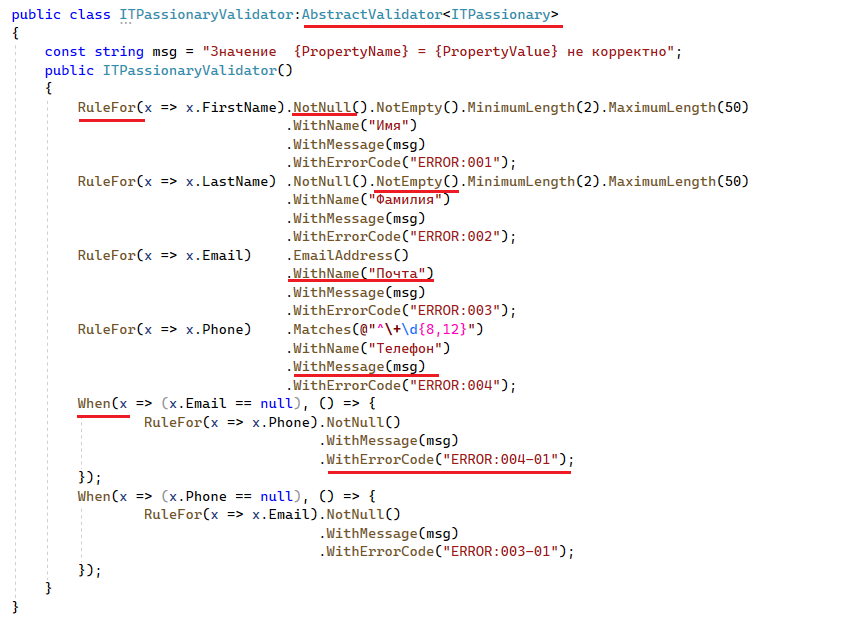 public class ITPassionaryValidator:AbstractValidator<ITPassionary>
{
const string msg = "Значение  {PropertyName} = {PropertyValue} не корректно";
public ITPassionaryValidator()
{
RuleFor(x => x.FirstName).NotNull().NotEmpty().MinimumLength(2).MaximumLength(50)
.WithName("Имя")
.WithMessage(msg)
.WithErrorCode("ERROR:001");
RuleFor(x => x.LastName) .NotNull().NotEmpty().MinimumLength(2).MaximumLength(50)
.WithName("Фамилия")
.WithMessage(msg)
.WithErrorCode("ERROR:002");
RuleFor(x => x.Email)    .EmailAddress()
.WithName("Почта")
.WithMessage(msg)
.WithErrorCode("ERROR:003");
RuleFor(x => x.Phone)    .Matches(@"^\+\d{8,12}")
.WithName("Телефон")
.WithMessage(msg)
.WithErrorCode("ERROR:004");
When(x => (x.Email == null), () => {
RuleFor(x => x.Phone).NotNull()
.WithMessage(msg)
.WithErrorCode("ERROR:004-01");
});
When(x => (x.Phone == null), () => {
RuleFor(x => x.Email).NotNull()
.WithMessage(msg)
.WithErrorCode("ERROR:003-01");
});
}
}